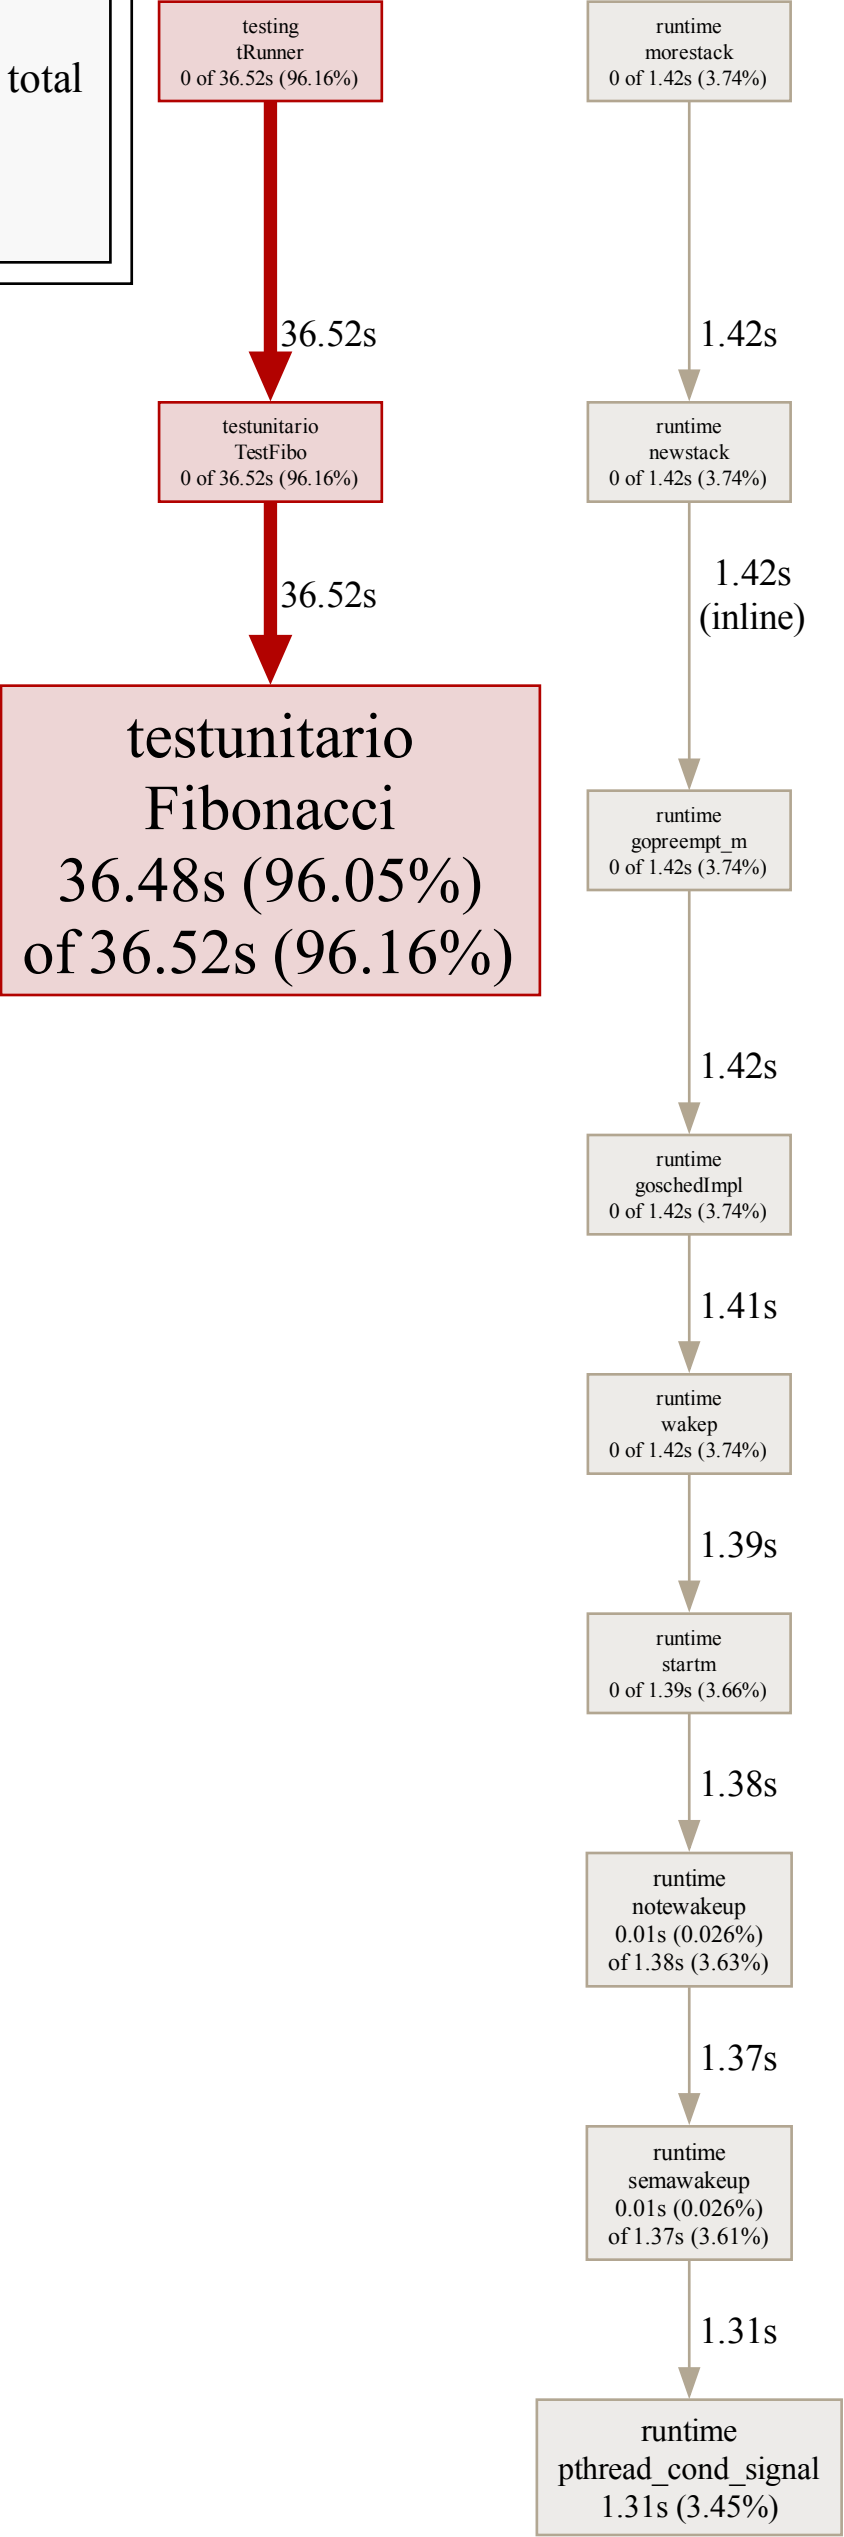 total
testing
tRunner
0 of 36.52s (96.16%)
36.52s
testunitario
TestFibo
0 of 36.52s (96.16%)
36.52s
testunitario
Fibonacci
36.48s (96.05%)
of 36.52s (96.16%)
runtime
morestack
0 of 1.42s (3.74%)
1.42s
runtime
newstack
0 of 1.42s (3.74%)
1.42s
(inline)
runtime
gopreempt_m
0 of 1.42s (3.74%)
1.42s
runtime
goschedImpl
0 of 1.42s (3.74%)
1.41s
runtime
wakep
0 of 1.42s (3.74%)
1.39s
runtime
startm
0 of 1.39s (3.66%)
1.38s
runtime
notewakeup
0.01s (0.026%)
of 1.38s (3.63%)
1.37s
runtime
semawakeup
0.01s (0.026%)
of 1.37s (3.61%)
1.31s
runtime
pthread_cond_signal
1.31s (3.45%)